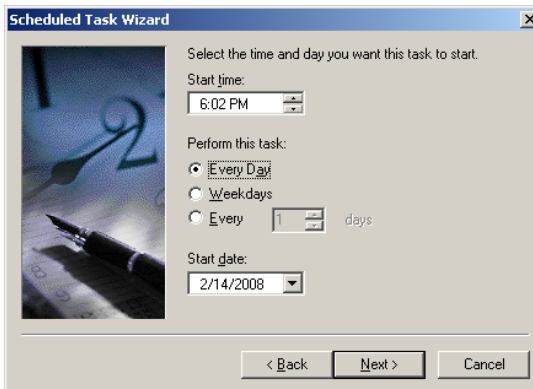 Scheduled Task Wizard
Select the time and day you want this task to start.
Start time:
6:02 PM
Perform this task:
Every Day
Weekdays
Every 1 days
Start date:
2/14/2008
< Back Next > Cancel